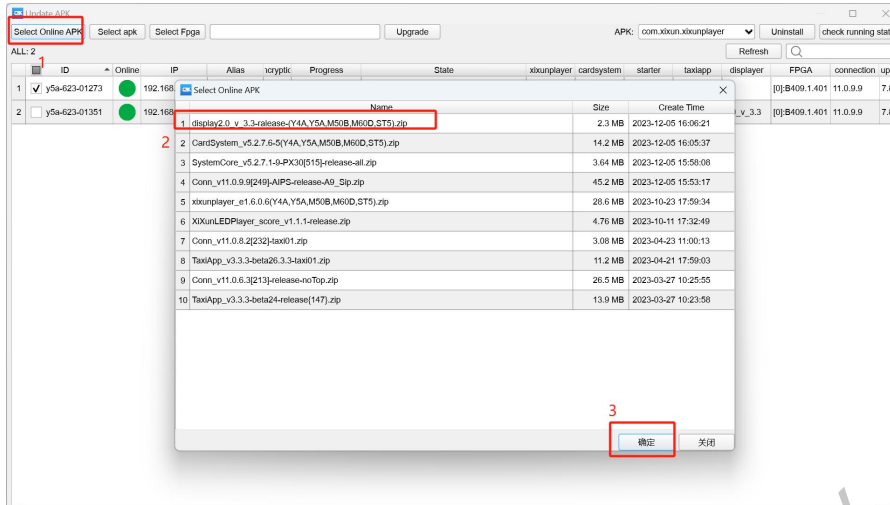 Update APK
Select Online APK Select apk Select Fpga Upgrade APK: com.xixun.xixunplayer Uninstall check running stat
ALL: 2 Refresh
1
ID Online IP Alias Progress State xixunplayer cardsystem starter taxiapp displayer FPGA connection up
1 y5a-623-01273 192.168. [0]:B409.1.401 11.0.9.9 7.
2 y5a-623-01351 192.168 _v_3.3 [0]:B409.1.401 11.0.9.9 7.
Select Online APK
Name Size Create Time
1 display2.0_v_3.3-ralease-(Y4A,Y5A,M50B,M60D,ST5).zip 2.3 MB 2023-12-05 16:06:21
2
2 CardSystem_v5.2.7.6-5(Y4A,Y5A,M50B,M60D,ST5).zip 14.2 MB 2023-12-05 16:05:37
3 SystemCore_v5.2.7.1-9-PX30[515]-release-all.zip 3.64 MB 2023-12-05 15:58:08
4 Conn_v11.0.9.9[249]-AIPS-release-A9_Sip.zip 45.2 MB 2023-12-05 15:53:17
5 xixunplayer_e1.6.0.6(Y4A,Y5A,M50B,M60D,ST5).zip 28.6 MB 2023-10-23 17:59:34
6 XiXunLEDPlayer_score_v1.1.1-release.zip 4.76 MB 2023-10-11 17:32:49
7 Conn_v11.0.8.2[232]-taxi01.zip 3.08 MB 2023-04-23 11:00:13
8 TaxiApp_v3.3.3-beta26.3.3-taxi01.zip 11.2 MB 2023-04-21 17:59:03
9 Conn_v11.0.6.3[213]-release-noTop.zip 26.5 MB 2023-03-27 10:25:55
10 TaxiApp_v3.3.3-beta24-release{147}.zip 13.9 MB 2023-03-27 10:23:58
3
确定 关闭